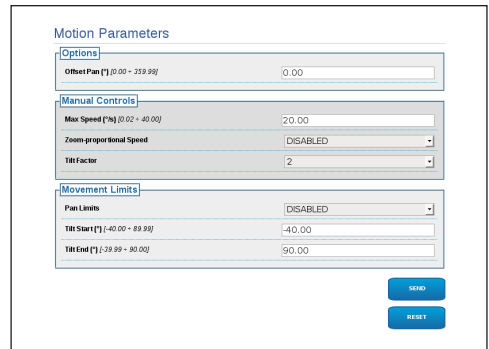 Motion Parameters
Options
Offset Pan (°) [0.00 ÷ 359.99] 0.00
Manual Controls
Max Speed (°/s) [0.02 ÷ 40.00] 20.00
Zoom-proportional Speed DISABLED
Tilt Factor 2
Movement Limits
Pan Limits DISABLED
Tilt Start (°) [-40.00 ÷ 89.99] -40.00
Tilt End (°) [-39.99 ÷ 90.00] 90.00
SEND
RESET